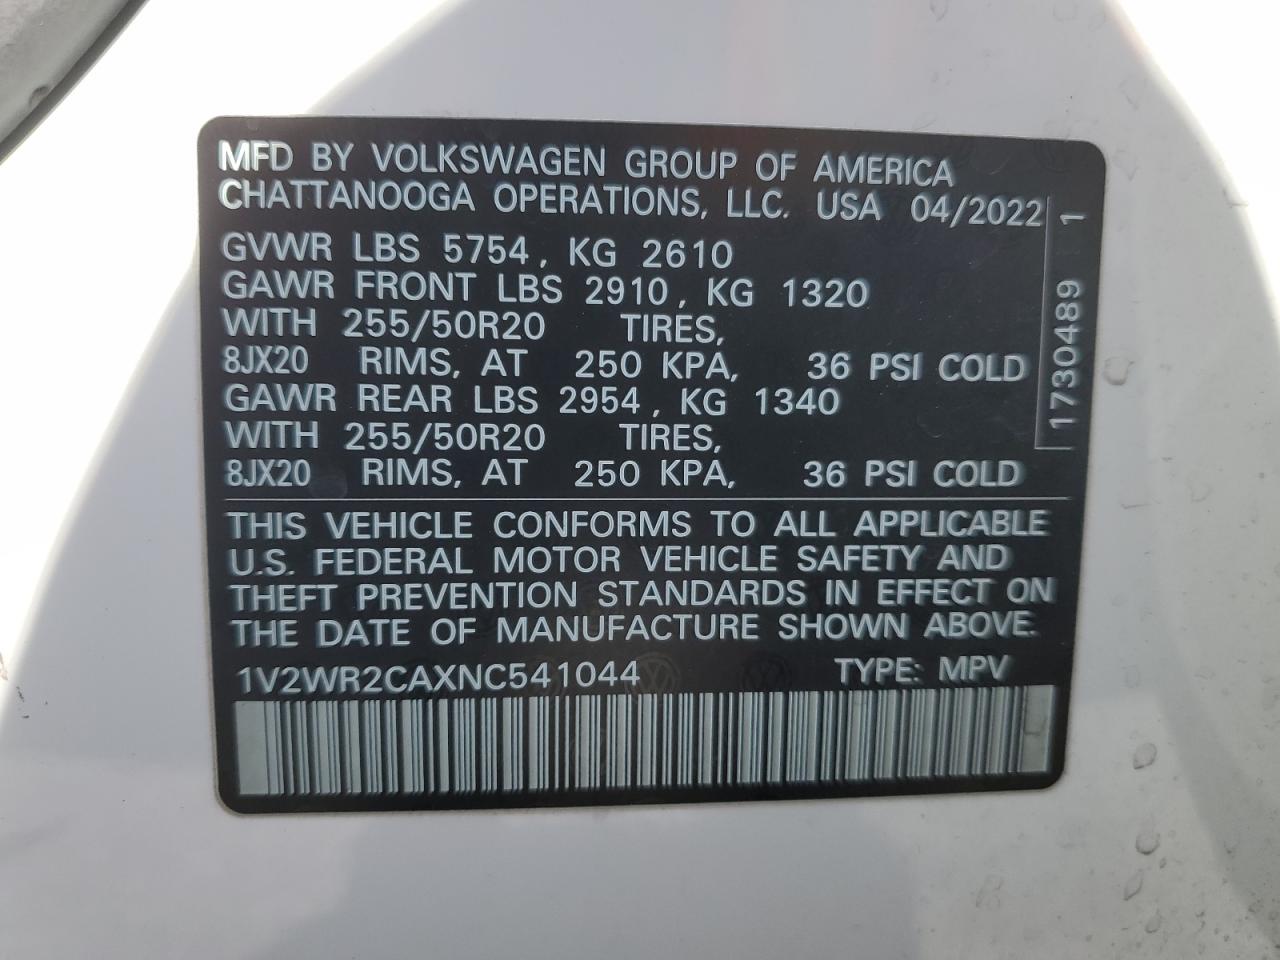 MFD BY VOLKSWAGEN GROUP OF AMERICA
CHATTANOOGA OPERATIONS, LLC. USA 04/2022
GVWR LBS 5754, KG 2610
GAWR FRONT LBS 2910, KG 1320
WITH 255/50R20 TIRES,
8JX20 RIMS, AT 250 KPA, 36 PSI COLD
GAWR REAR LBS 2954, KG 1340
WITH 255/50R20 TIRES,
8JX20 RIMS, AT 250 KPA, 36 PSI COLD
THIS VEHICLE CONFORMS TO ALL APPLICABLE
U.S. FEDERAL MOTOR VEHICLE SAFETY AND
THEFT PREVENTION STANDARDS IN EFFECT ON
THE DATE OF MANUFACTURE SHOWN ABOVE.
1V2WR2CAXNC541044 TYPE: MPV
1730489 1